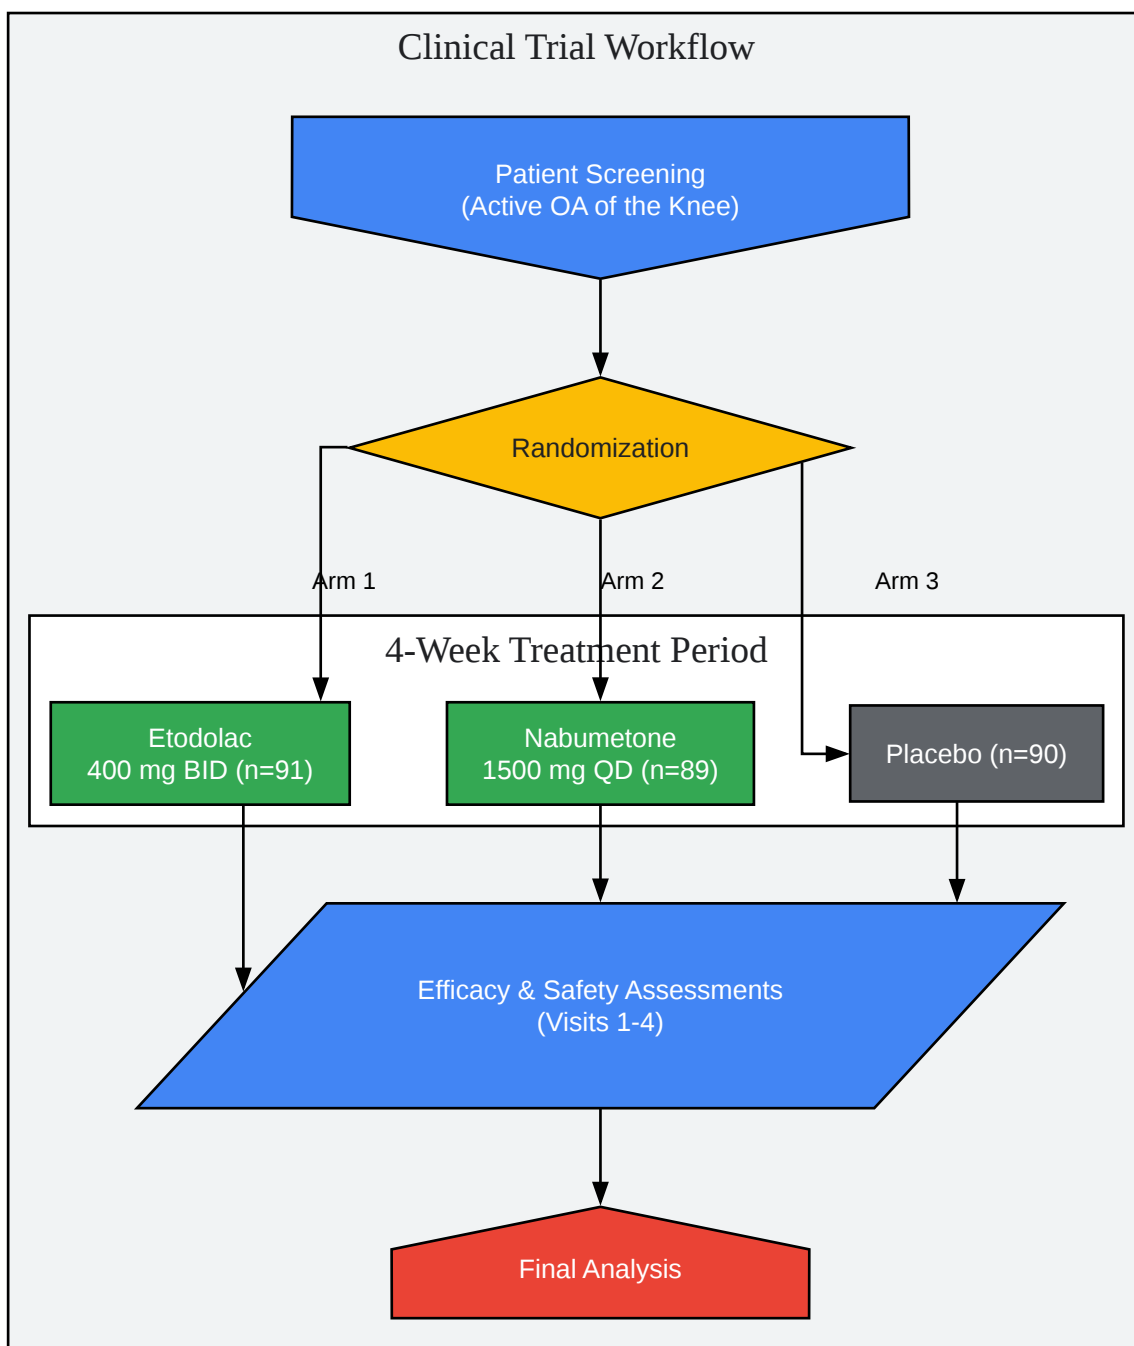 Clinical Trial Workflow
Patient Screening
(Active OA of the Knee)
Randomization
Arm 1
Arm 2
Arm 3
4-Week Treatment Period
Etodolac
400 mg BID (n=91)
Nabumetone
1500 mg QD (n=89)
Placebo (n=90)
Efficacy & Safety Assessments
(Visits 1-4)
Final Analysis